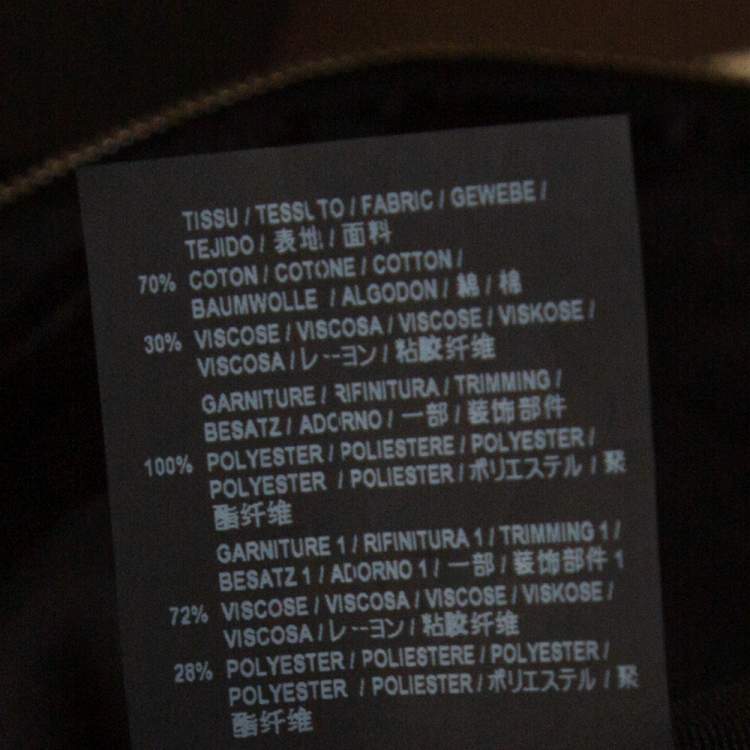 TISSU / TESSUTO / FABRIC / GEWEBE /
TEJIDO / 表地 / 面料
70% COTON / COTONE / COTTON /
BAUMWOLLE / ALGODON / 綿 / 棉
30% VISCOSE / VISCOSA / VISCOSE / VISKOSE /
VISCOSA / レーヨン / 粘胶纤维
GARNITURE / RIFINITURA / TRIMMING /
BESATZ / ADORNO / 一部 / 装饰部件
100% POLYESTER / POLIESTERE / POLYESTER /
POLYESTER / POLIESTER / ポリエステル / 聚
酯纤维
GARNITURE 1 / RIFINITURA 1 / TRIMMING 1 /
BESATZ 1 / ADORNO 1 / 一部 / 装饰部件 1
72% VISCOSE / VISCOSA / VISCOSE / VISKOSE /
VISCOSA / レーヨン / 粘胶纤维
28% POLYESTER / POLIESTERE / POLYESTER /
POLYESTER / POLIESTER / ポリエステル / 聚
酯纤维